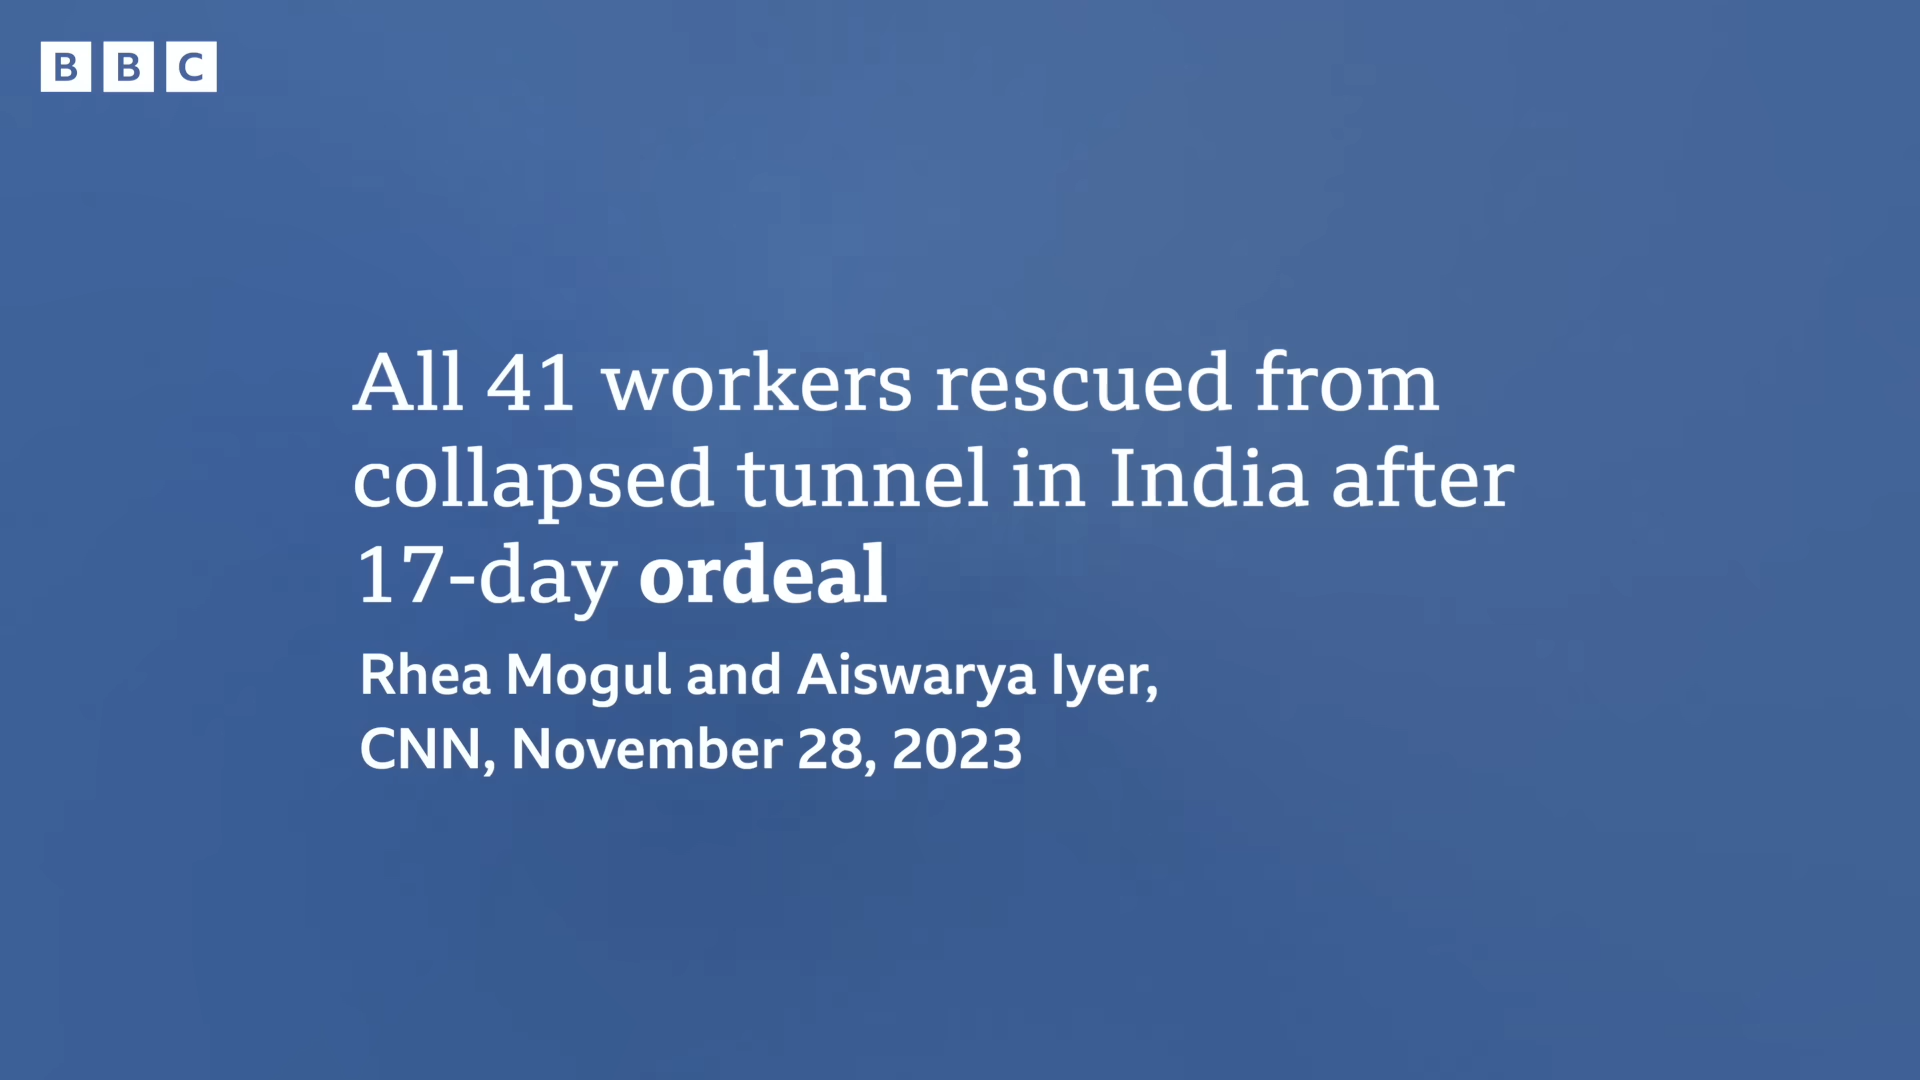 BBC
All 41 workers rescued from
collapsed tunnel in India after
17-day ordeal
Rhea Mogul and Aiswarya Iyer,
CNN, November 28, 2023